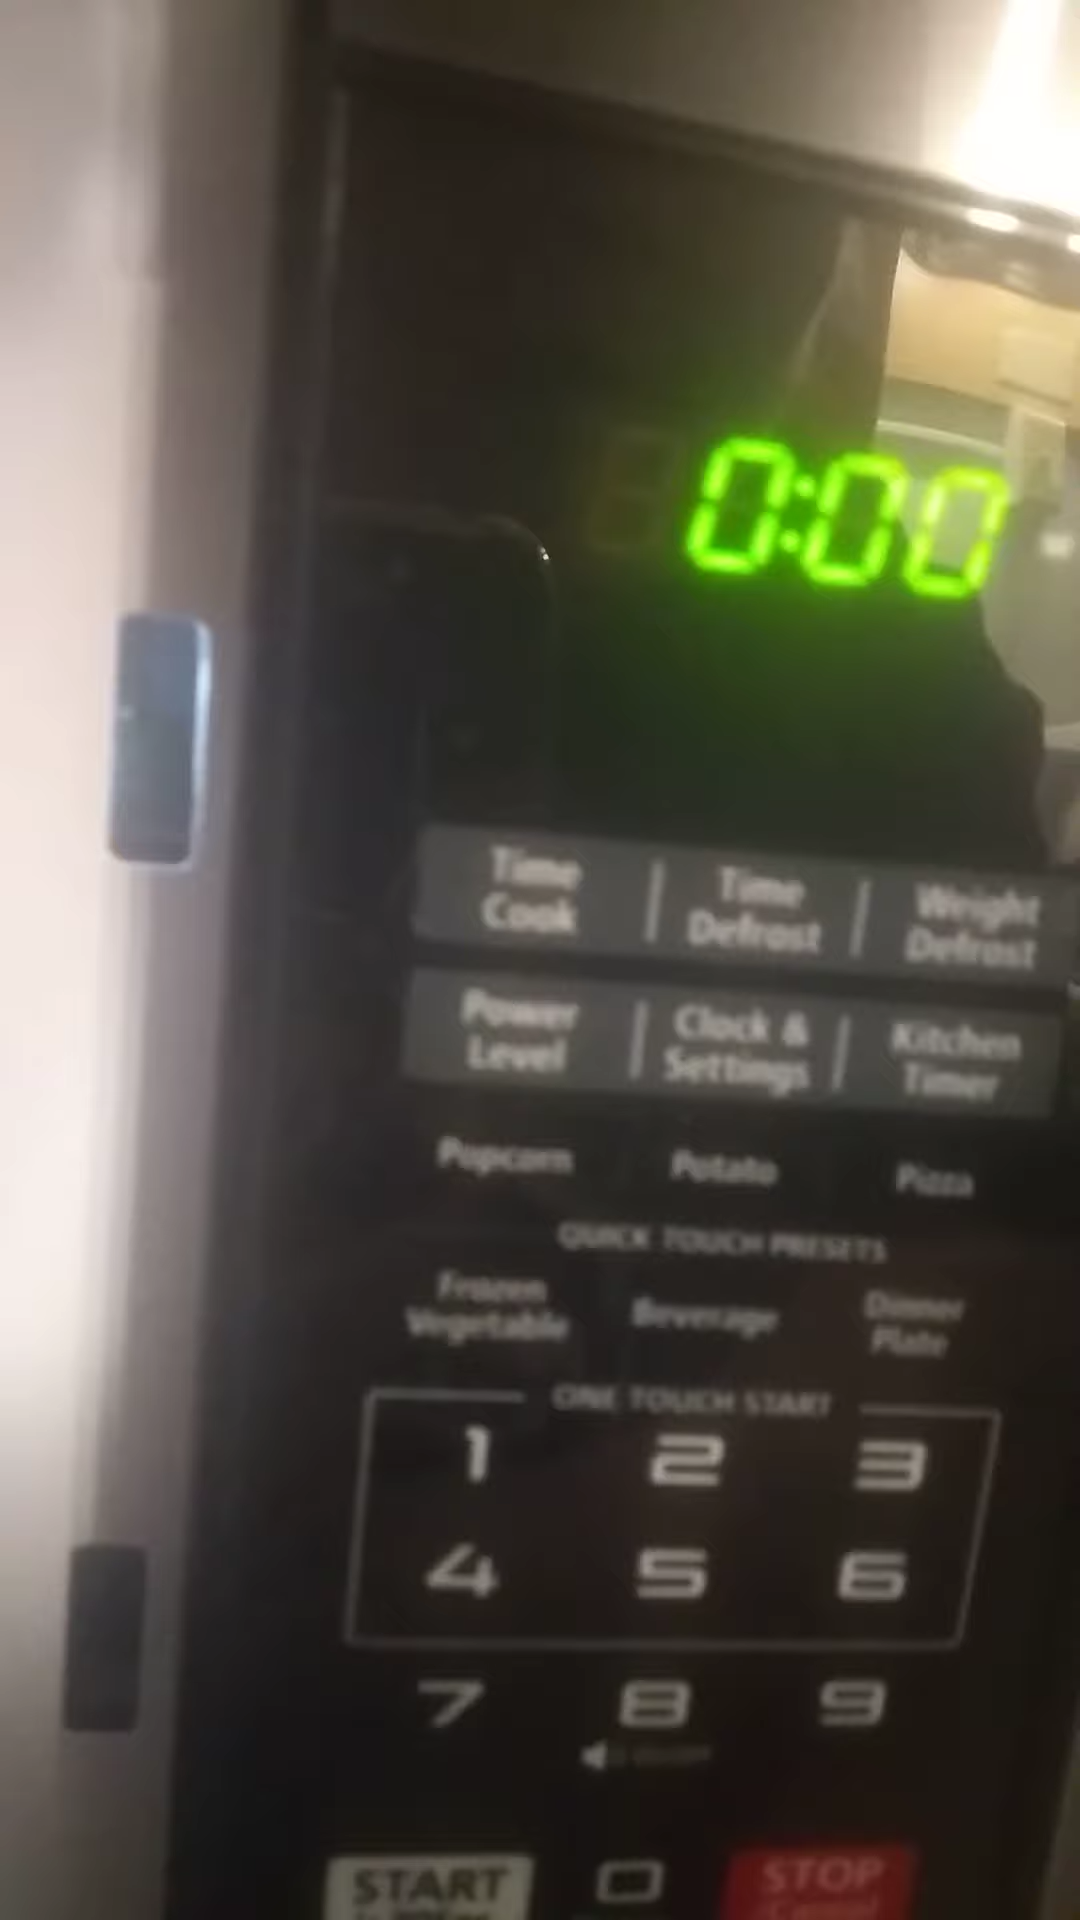 0:00
Time Cook | Time Defrost | Weight Defrost
Power Level | Clock & Settings | Kitchen Timer
Popcorn Potato Pizza
QUICK TOUCH PRESETS
Frozen Vegetable Beverage Dinner Plate
ONE TOUCH START
1 2 3
4 5 6
7 8 9
START 0 STOP